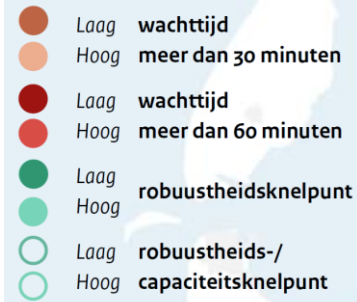 Laag wachttijd
Hoog meer dan 30 minuten
Laag wachttijd
Hoog meer dan 60 minuten
Laag
robuustheidsknelpunt
Hoog
Laag robuustheids-/
Hoog capaciteitsknelpunt